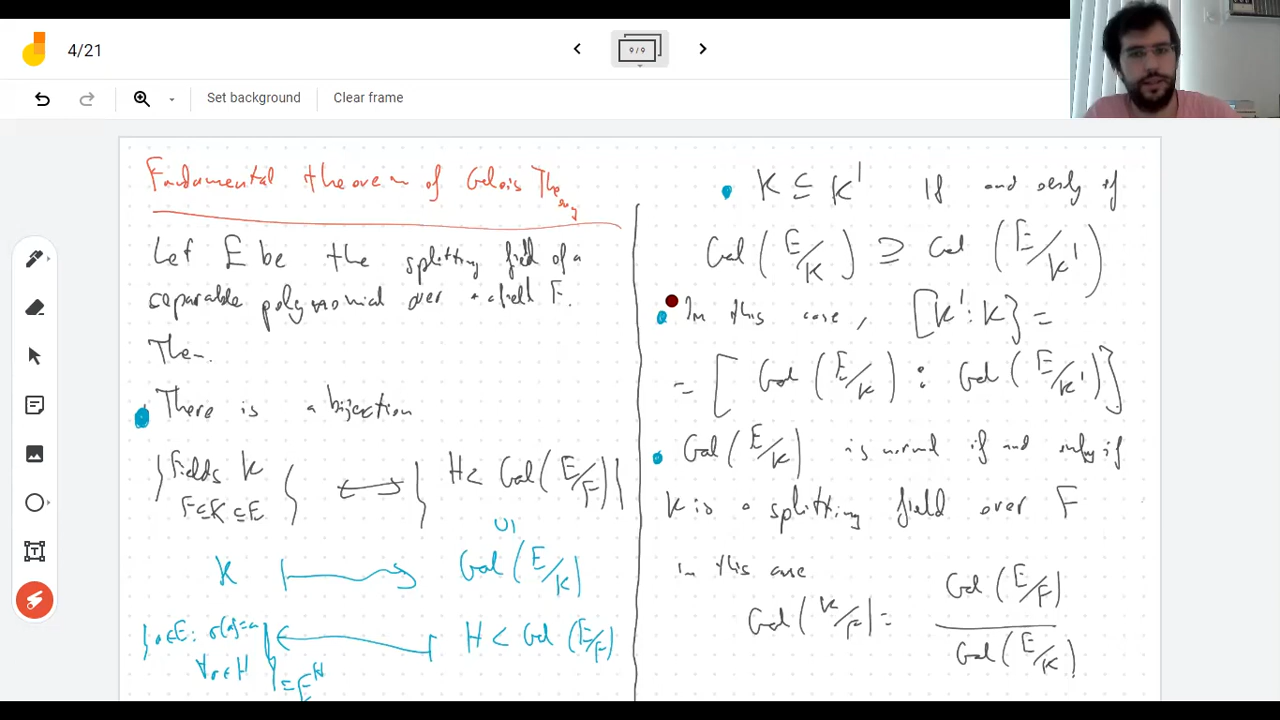 4/21
9/9
Set background
Clear frame
Fundamental theorem of Galois Theory
Let E be the splitting field of a
separable polynomial over a field F.
Then
There is a bijection
{Fields K
F⊆K⊆E} ↔ {H < Gal(E/F)}
UI
K ↦ Gal(E/K)
{a∈E: σ(a)=a ∀σ∈H} = E^H ↤ H < Gal(E/F)
K ⊆ K' If and only if
Gal(E/K) ⊇ Gal(E/K')
In this case, [K':K] =
= [Gal(E/K) : Gal(E/K')]
Gal(E/K) is normal if and only if
K is a splitting field over F
in this case
Gal(K/F) = Gal(E/F) / Gal(E/K)